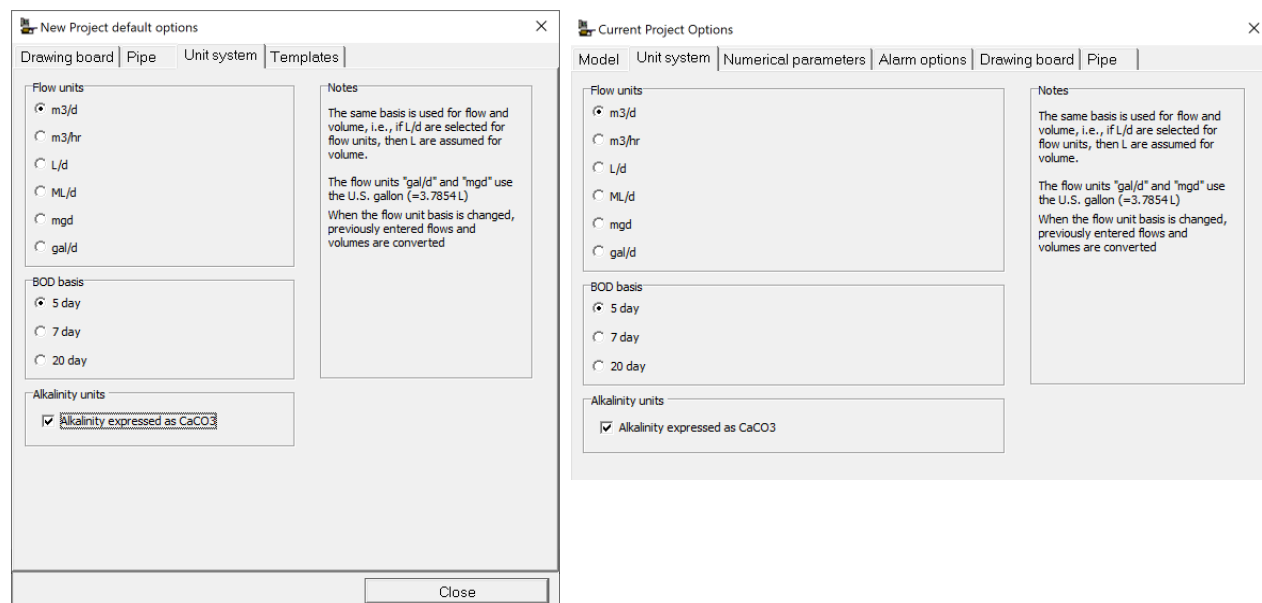 New Project default options
Drawing board
Pipe
Unit system
Templates
Flow units
m3/d
m3/hr
L/d
ML/d
mgd
gal/d
BOD basis
5 day
7 day
20 day
Alkalinity units
Alkalinity expressed as CaCO3
Notes
The same basis is used for flow and
volume, i.e., if L/d are selected for
flow units, then L are assumed for
volume.
The flow units "gal/d" and "mgd" use
the U.S. gallon (=3.7854 L)
When the flow unit basis is changed,
previously entered flows and
volumes are converted
Close
Current Project Options
Model
Unit system
Numerical parameters
Alarm options
Drawing board
Pipe
Flow units
m3/d
m3/hr
L/d
ML/d
mgd
gal/d
BOD basis
5 day
7 day
20 day
Alkalinity units
Alkalinity expressed as CaCO3
Notes
The same basis is used for flow and
volume, i.e., if L/d are selected for
flow units, then L are assumed for
volume.
The flow units "gal/d" and "mgd" use
the U.S. gallon (=3.7854 L)
When the flow unit basis is changed,
previously entered flows and
volumes are converted